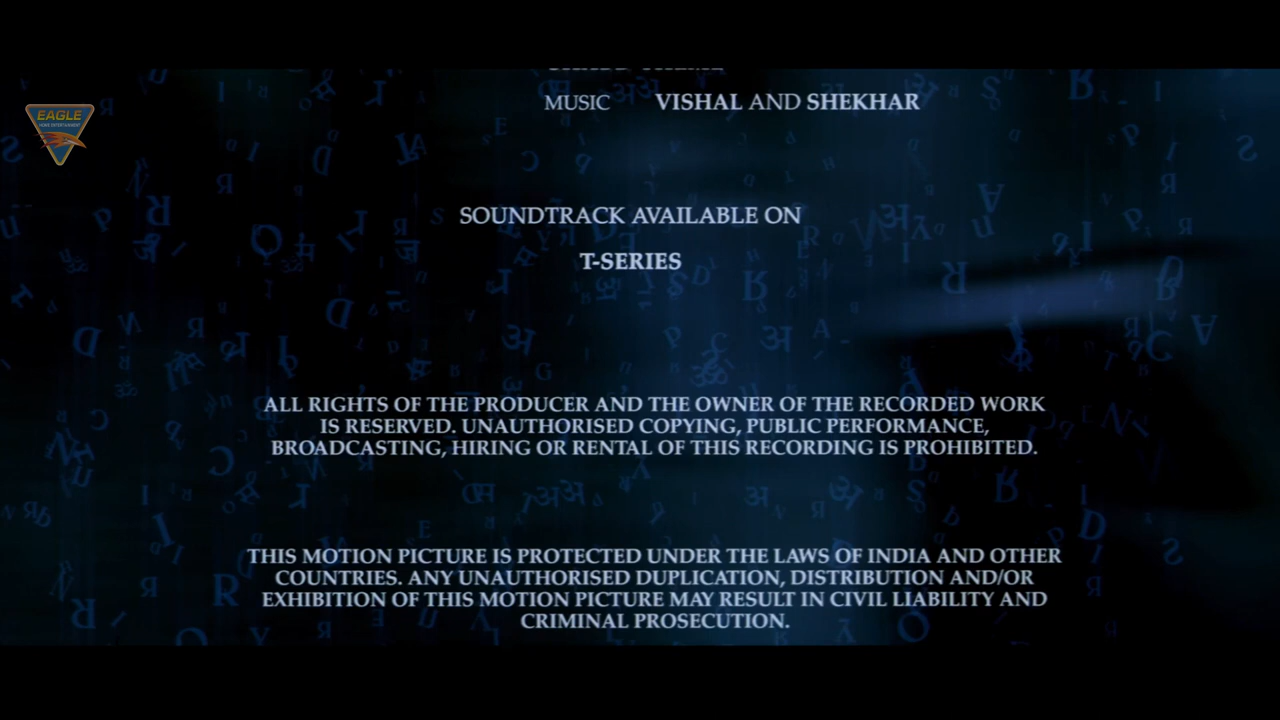 EAGLE
HOME ENTERTAINMENT
MUSIC VISHAL AND SHEKHAR
SOUNDTRACK AVAILABLE ON
T-SERIES
ALL RIGHTS OF THE PRODUCER AND THE OWNER OF THE RECORDED WORK
IS RESERVED. UNAUTHORISED COPYING, PUBLIC PERFORMANCE,
BROADCASTING, HIRING OR RENTAL OF THIS RECORDING IS PROHIBITED.
THIS MOTION PICTURE IS PROTECTED UNDER THE LAWS OF INDIA AND OTHER
COUNTRIES. ANY UNAUTHORISED DUPLICATION, DISTRIBUTION AND/OR
EXHIBITION OF THIS MOTION PICTURE MAY RESULT IN CIVIL LIABILITY AND
CRIMINAL PROSECUTION.